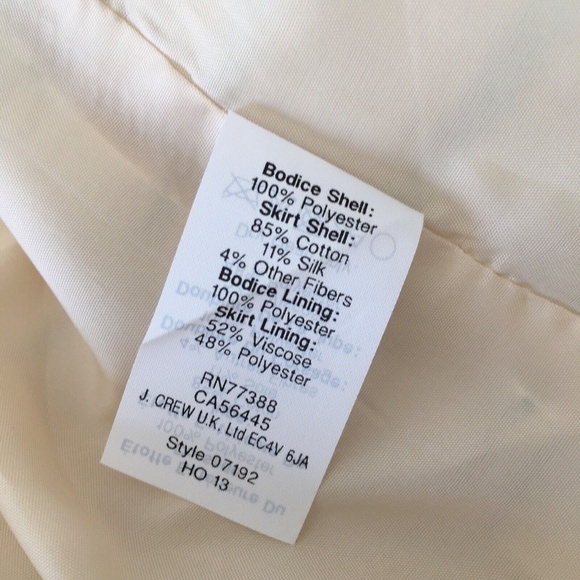 Bodice Shell:
100% Polyester
Skirt Shell:
85% Cotton
11% Silk
4% Other Fibers
Bodice Lining:
100% Polyester
Skirt Lining:
52% Viscose
48% Polyester
RN77388
CA56445
J. CREW U.K. Ltd EC4V 6JA
Style 07192
HO 13